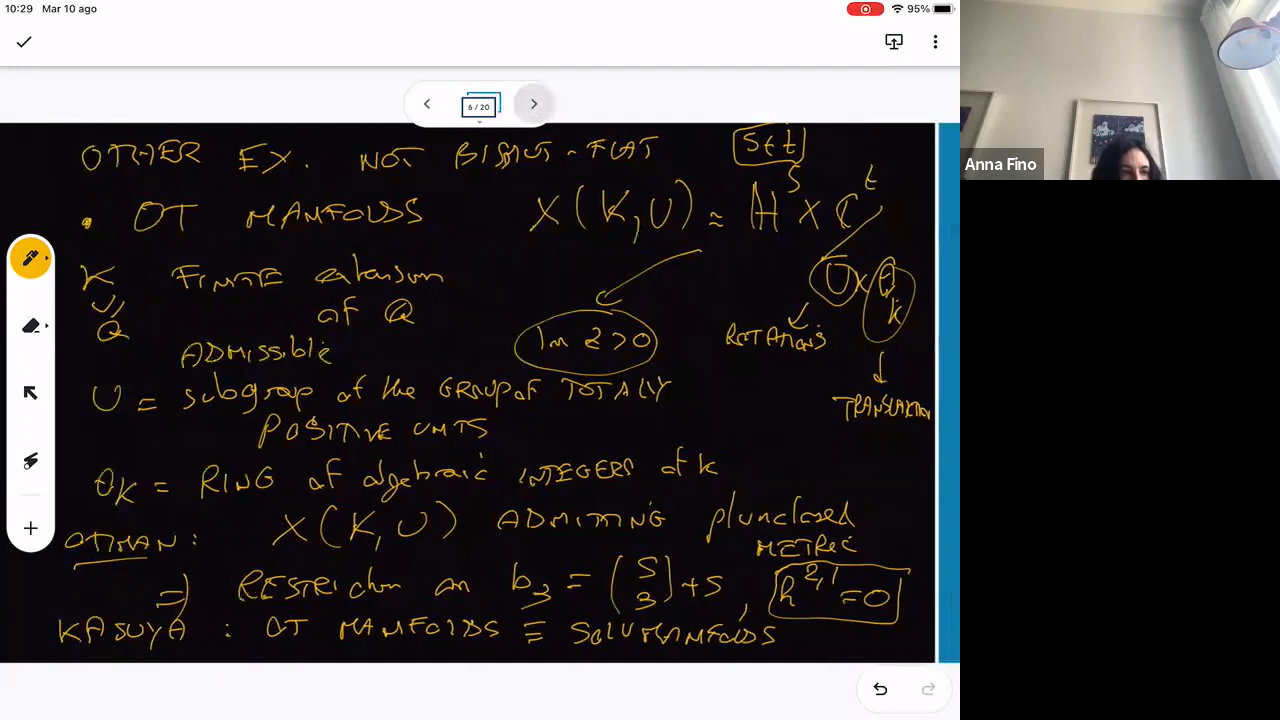 10:29 Mar 10 ago 95%
6 / 20
OTHER EX. NOT BISMUT-FLAT
S t
• OT MANIFOLDS X(K,U) ≈ H^s × C^t
U × O_K
K FINITE extension
of Q
Q
ADMISSIBLE
Im z > 0
ROTATIONS
TRANSLATION
U = subgroup of the GROUP of TOTALLY
POSITIVE UNITS
O_K = RING of algebraic INTEGERS of K
OTIMAN: X(K,U) ADMITTING pluriclosed
METRIC
=) RESTRICTION on b_3 = (S 3) + S, h^{2,1} = 0
KASUYA: OT MANIFOLDS ≡ SOLVMANIFOLDS
Anna Fino